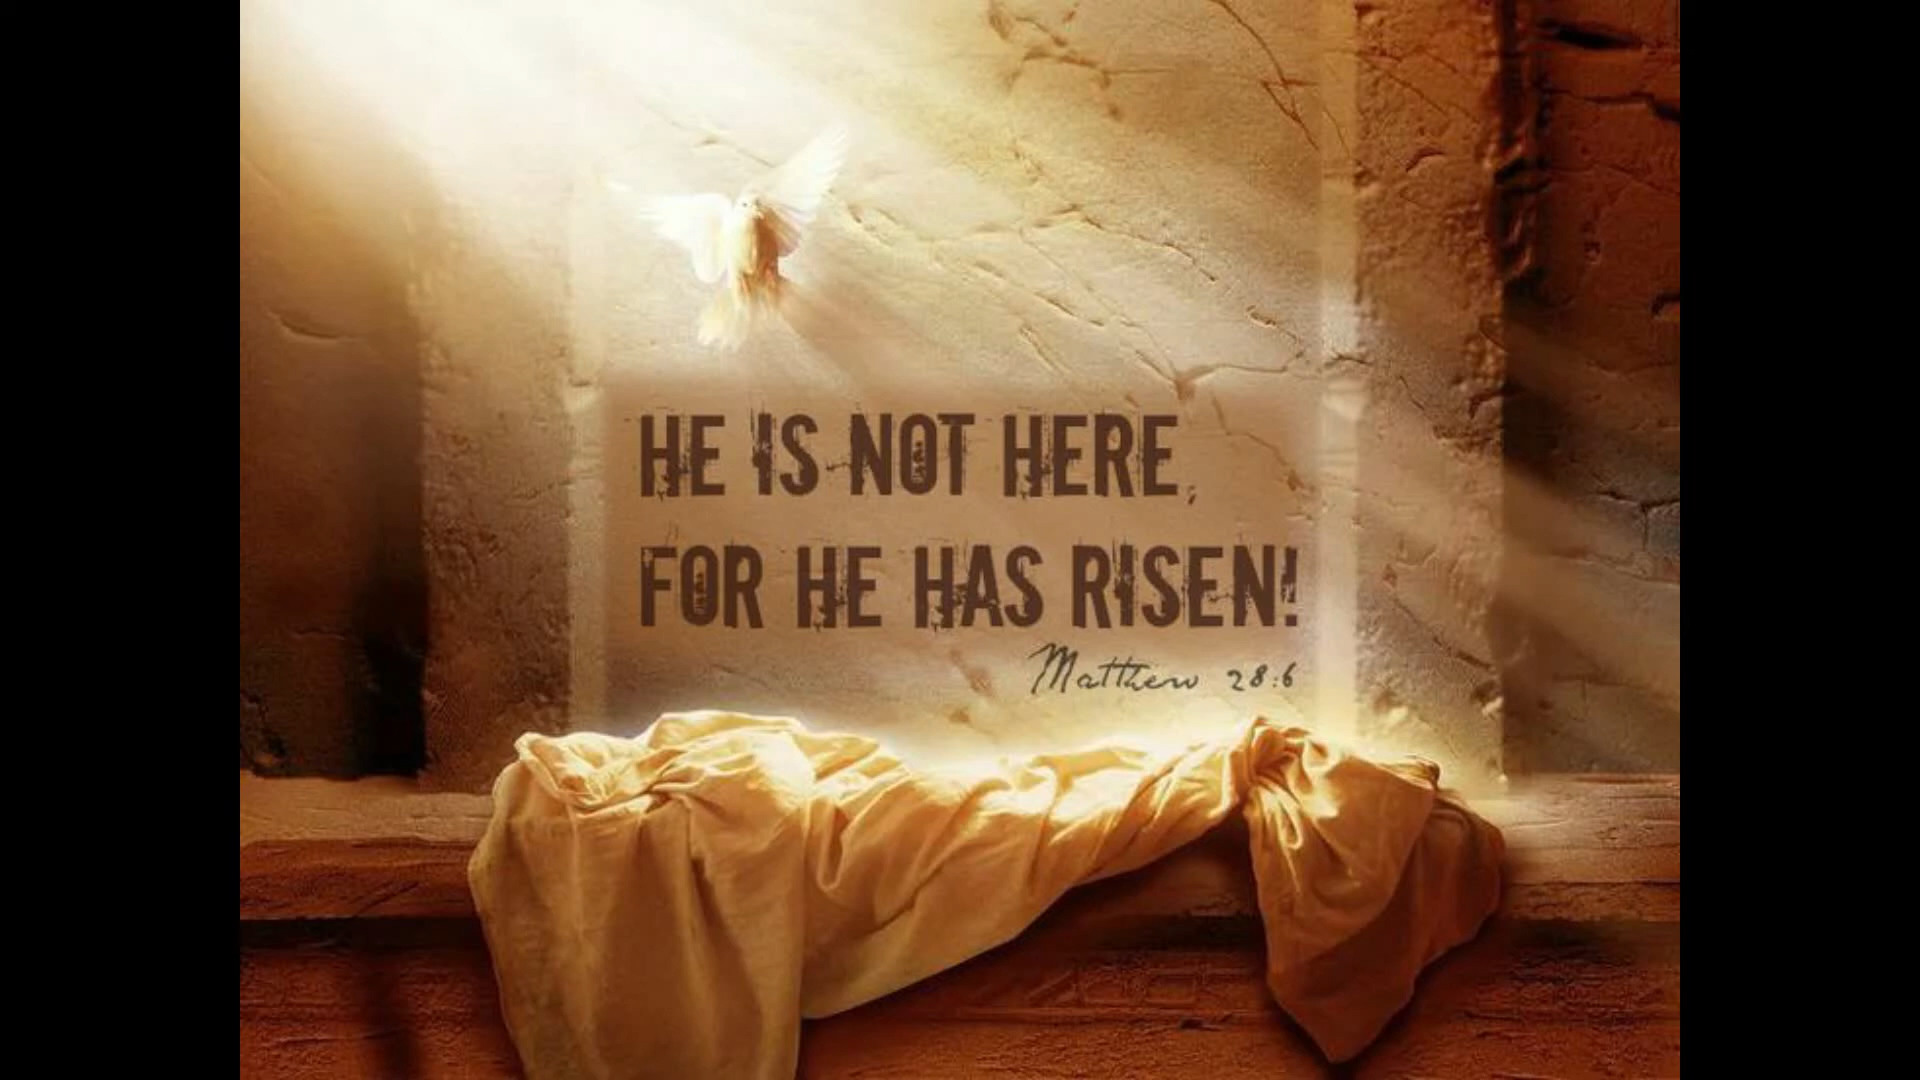 HE IS NOT HERE,
FOR HE HAS RISEN!
Matthew 28:6